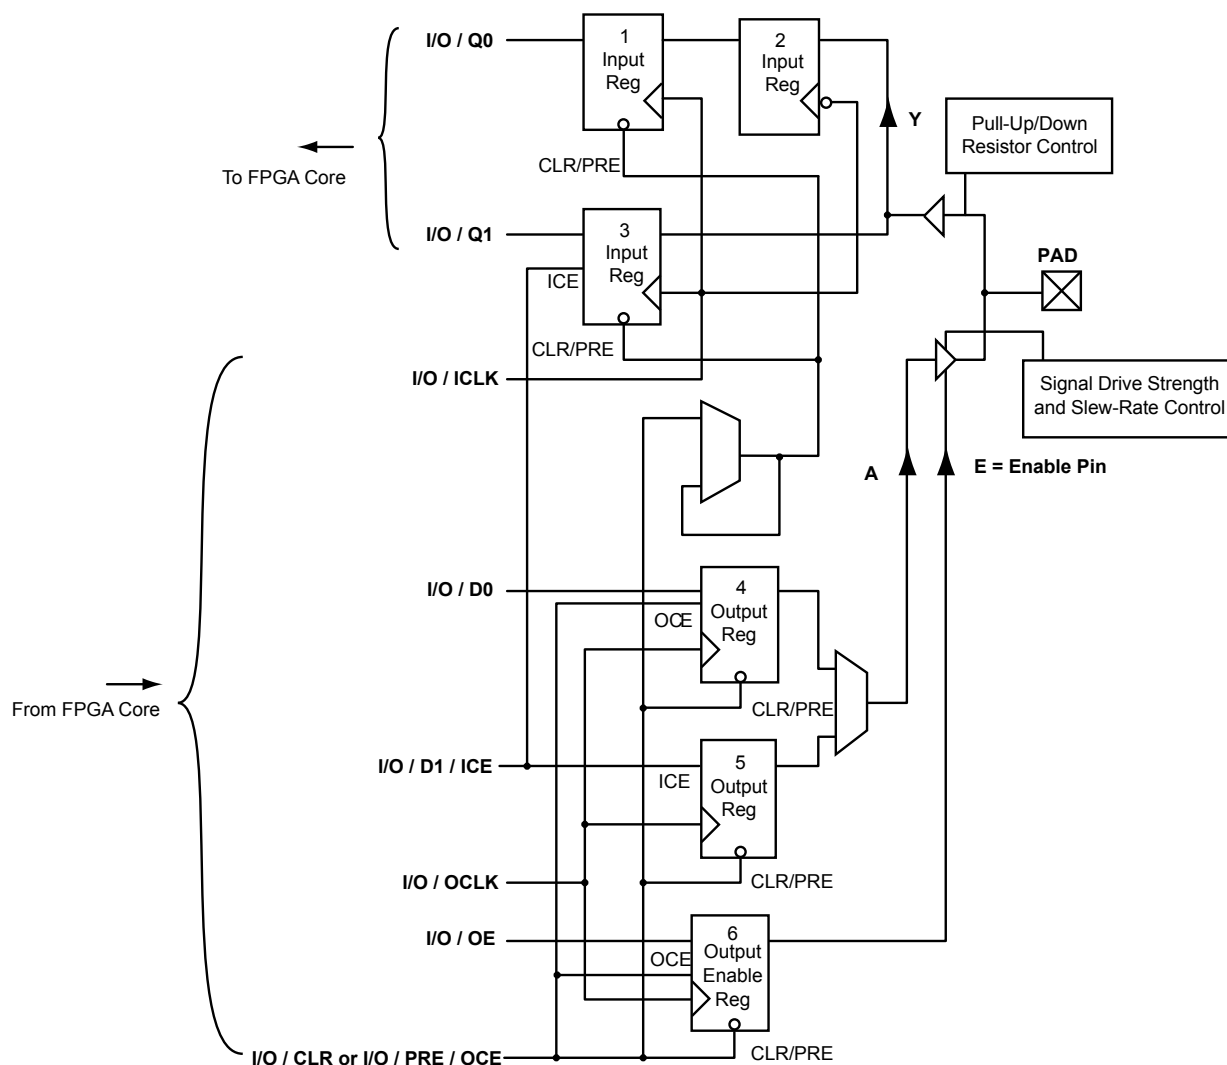 I/O / Q0
1
Input
Reg
2
Input
Reg
Y
Pull-Up/Down
Resistor Control
CLR/PRE
To FPGA Core
I/O / Q1
3
Input
Reg
ICE
PAD
CLR/PRE
I/O / ICLK
Signal Drive Strength
and Slew-Rate Control
A
E = Enable Pin
I/O / D0
4
Output
Reg
OCE
From FPGA Core
CLR/PRE
I/O / D1 / ICE
5
Output
Reg
ICE
I/O / OCLK
CLR/PRE
I/O / OE
6
Output
Enable
Reg
OCE
I/O / CLR or I/O / PRE / OCE
CLR/PRE